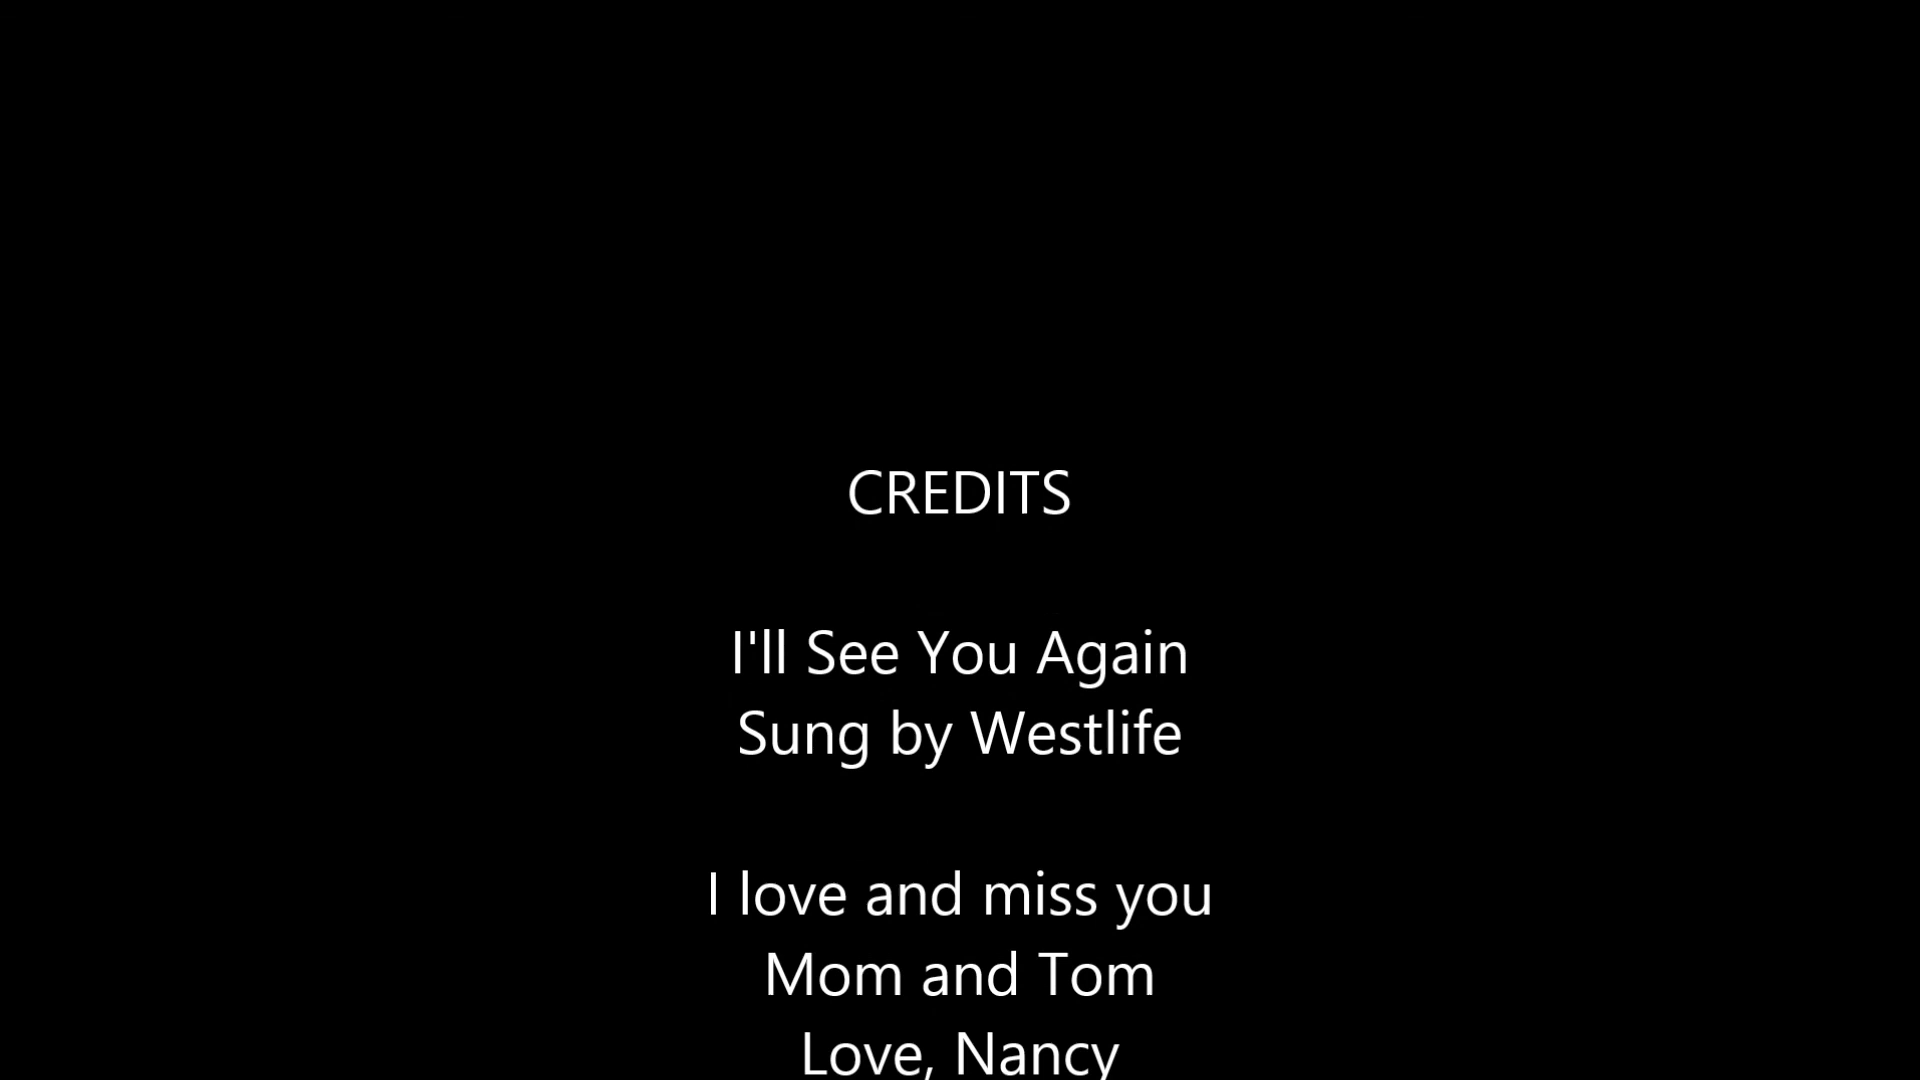 CREDITS
I'll See You Again
Sung by Westlife
I love and miss you
Mom and Tom
Love, Nancy